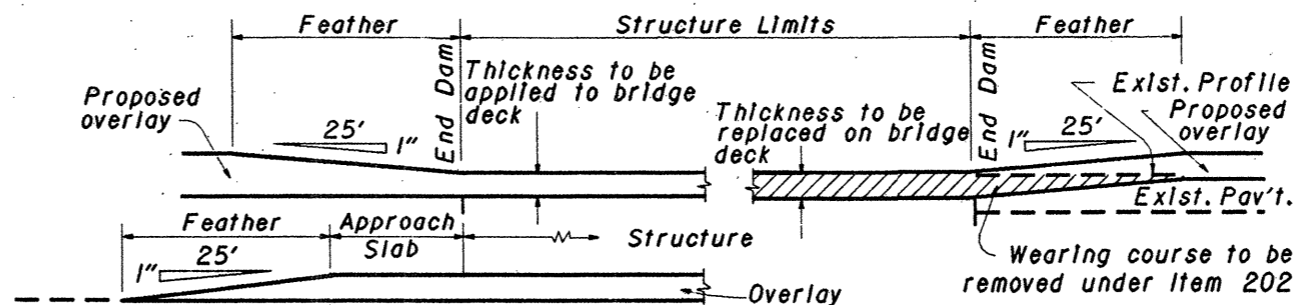 Feather
Structure Limits
Feather
End Dam
Thickness to be
applied to bridge
deck
Thickness to be
replaced on bridge
deck
End Dam
Exist. Profile
Proposed
overlay
Proposed
overlay
25'
1"
25'
1"
Exist. Pav't.
Feather
Approach
Slab
Structure
25'
1"
Wearing course to be
removed under Item 202
Overlay